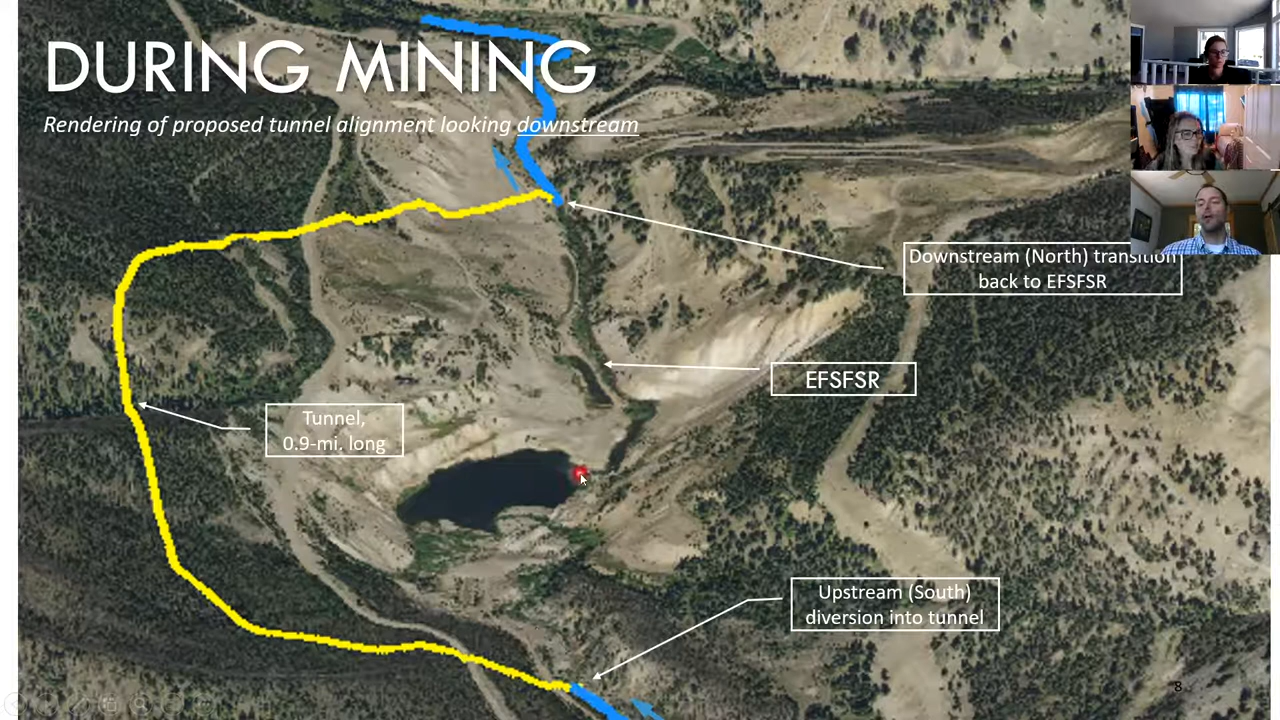 DURING MINING
Rendering of proposed tunnel alignment looking downstream
Downstream (North) transition
back to EFSFSR
EFSFSR
Tunnel,
0.9-mi. long
Upstream (South)
diversion into tunnel
8